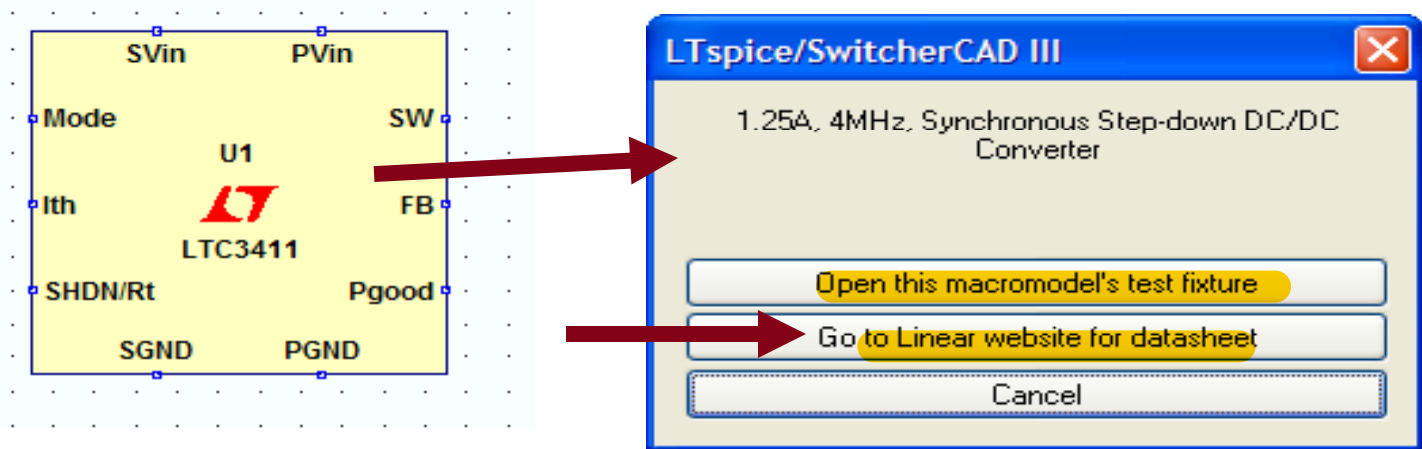 SVin PVin
Mode SW
U1
Ith FB
LTC3411
SHDN/Rt Pgood
SGND PGND
LTspice/SwitcherCAD III
1.25A, 4MHz, Synchronous Step-down DC/DC
Converter
Open this macromodel's test fixture
Go to Linear website for datasheet
Cancel